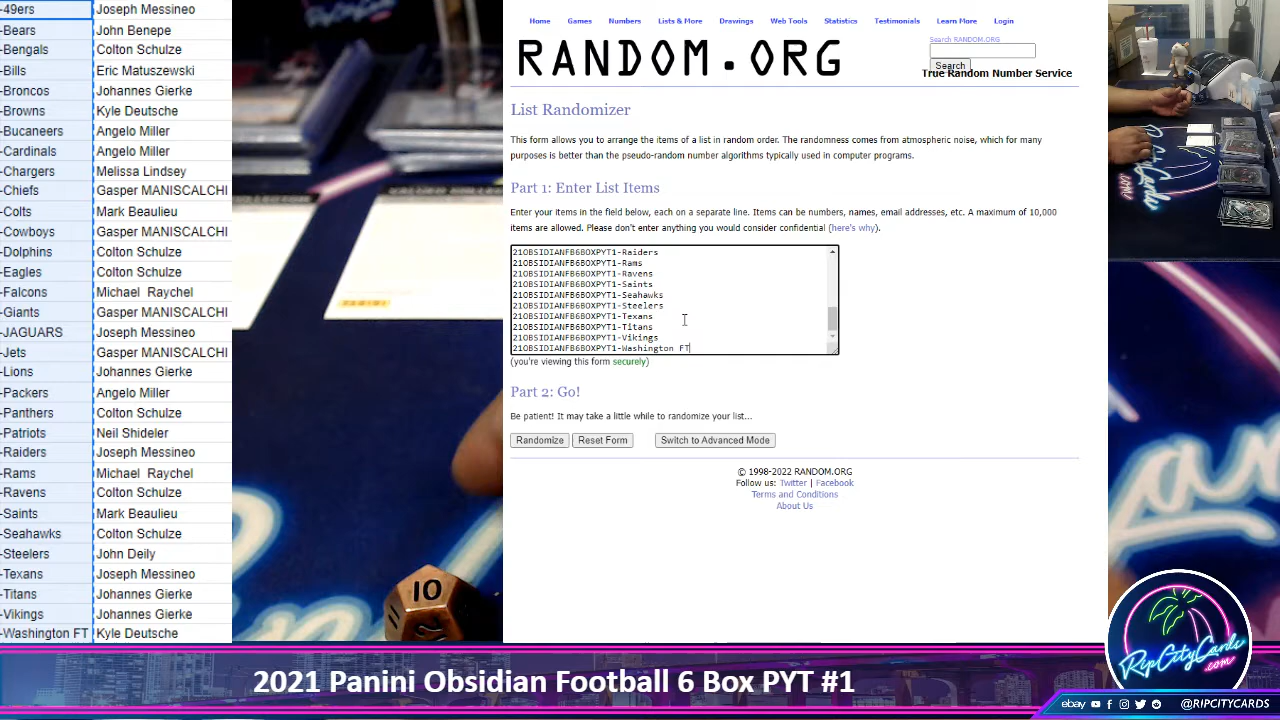 -49ers Joseph Messineo
-Bears John Benepe
-Bengals Colton Schulze
-Bills Eric Matuszewski
-Broncos Johannes Gierke
-Browns Kyle Deutsche
-Bucaneers Angelo Miller
-Cardinals Angelo Miller
-Chargers Melissa Lindsey
-Chiefs Gasper MANISCALCHI
-Colts Mark Beaulieu
-Cowboys Gasper MANISCALCHI
-Dolphins Colton Schulze
-Eagles Colton Schulze
-Falcons Michael Raychel
-Giants Gasper MANISCALCHI
-JAGUARS Michael Raychel
-Jets Gasper MANISCALCHI
-Lions Johannes Gierke
-Packers Angelo Miller
-Panthers Colton Schulze
-Patriots Neil Shideler
-Raiders Joseph Messineo
-Rams Michael Raychel
-Ravens Colton Schulze
-Saints Mark Beaulieu
-Seahawks Colton Schulze
-Steelers John Deily
-Texans Joseph Messineo
-Titans Johannes Gierke
-Vikings Johannes Gierke
-Washington FT Kyle Deutsche
10
Home Games Numbers Lists & More Drawings Web Tools Statistics Testimonials Learn More Login
RANDOM.ORG
Search RANDOM.ORG
Search
True Random Number Service
List Randomizer
This form allows you to arrange the items of a list in random order. The randomness comes from atmospheric noise, which for many
purposes is better than the pseudo-random number algorithms typically used in computer programs.
Part 1: Enter List Items
Enter your items in the field below, each on a separate line. Items can be numbers, names, email addresses, etc. A maximum of 10,000
items are allowed. Please don't enter anything you would consider confidential (here's why).
21OBSIDIANFB6BOXPYT1-Raiders
21OBSIDIANFB6BOXPYT1-Rams
21OBSIDIANFB6BOXPYT1-Ravens
21OBSIDIANFB6BOXPYT1-Saints
21OBSIDIANFB6BOXPYT1-Seahawks
21OBSIDIANFB6BOXPYT1-Steelers
21OBSIDIANFB6BOXPYT1-Texans
21OBSIDIANFB6BOXPYT1-Titans
21OBSIDIANFB6BOXPYT1-Vikings
21OBSIDIANFB6BOXPYT1-Washington FT
(you're viewing this form securely)
Part 2: Go!
Be patient! It may take a little while to randomize your list...
Randomize Reset Form Switch to Advanced Mode
© 1998-2022 RANDOM.ORG
Follow us: Twitter | Facebook
Terms and Conditions
About Us
2021 Panini Obsidian Football 6 Box PYT #1
RipCityCards
.com
ebay @RIPCITYCARDS